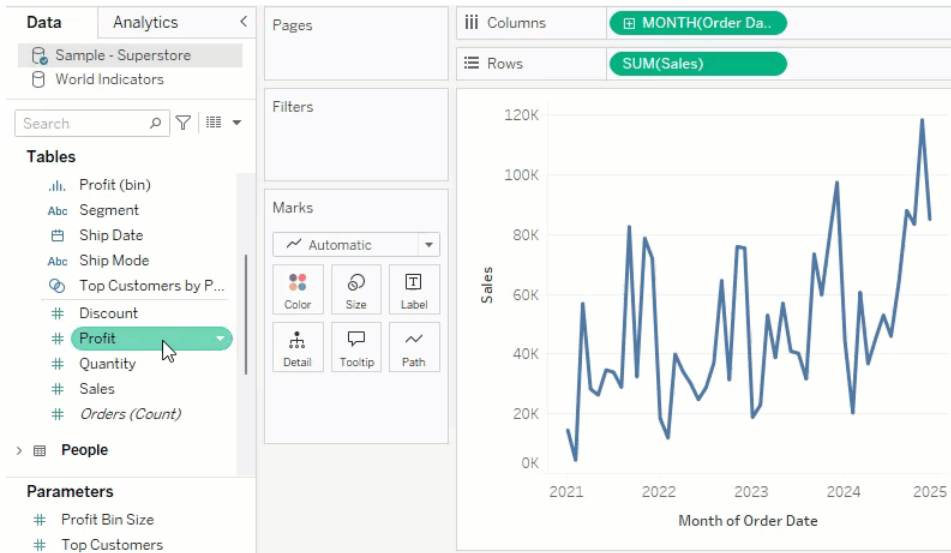 Data
Analytics
Sample - Superstore
World Indicators
Search
Tables
Profit (bin)
Abc Segment
Ship Date
Abc Ship Mode
Top Customers by P...
# Discount
# Profit
# Quantity
# Sales
# Orders (Count)
People
Parameters
# Profit Bin Size
# Top Customers
Pages
Filters
Marks
Automatic
Color
Size
T
Label
Detail
Tooltip
Path
Columns
MONTH(Order Da..
Rows
SUM(Sales)
Sales
120K
100K
80K
60K
40K
20K
0K
2021
2022
2023
2024
2025
Month of Order Date